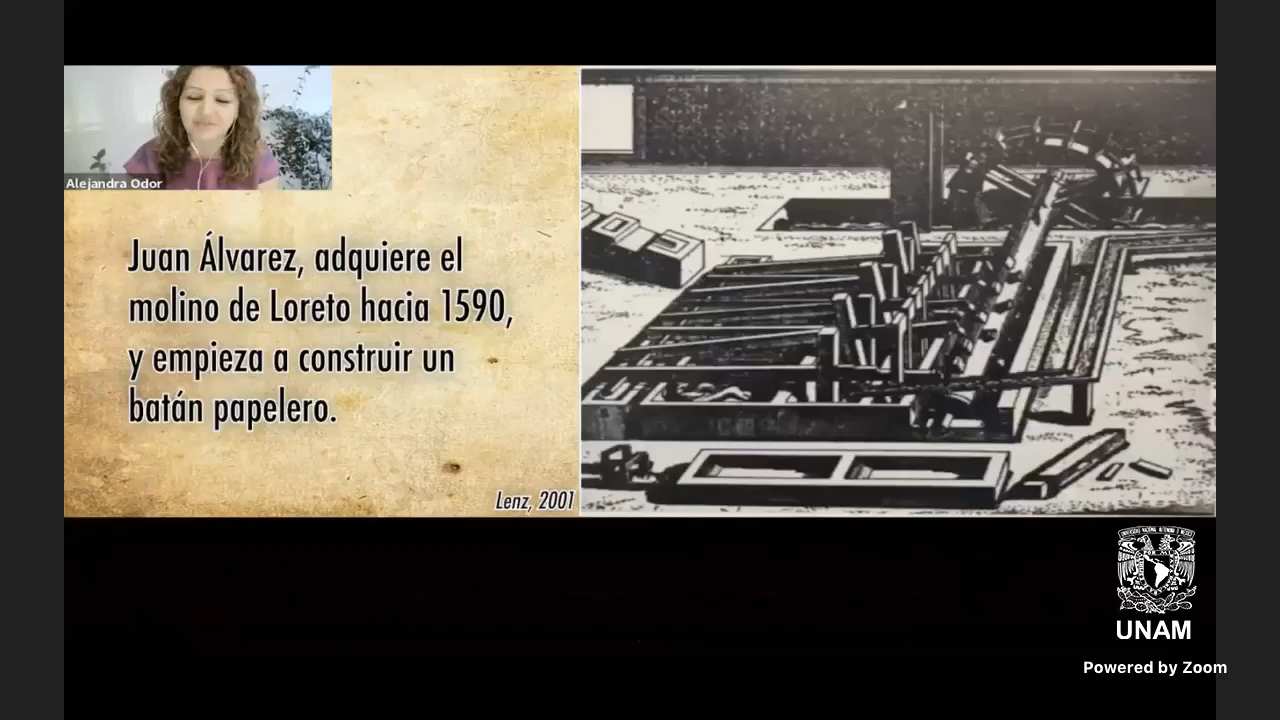 Alejandra Odor
Juan Álvarez, adquiere el
molino de Loreto hacia 1590,
y empieza a construir un
batán papelero.
Lenz, 2001
UNAM
Powered by Zoom